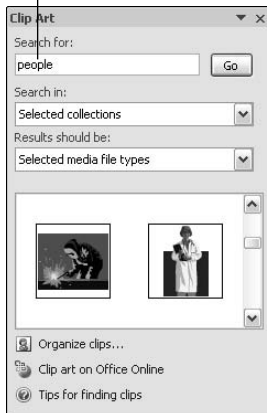 Clip Art
Search for:
people
Go
Search in:
Selected collections
Results should be:
Selected media file types
Organize clips...
Clip art on Office Online
Tips for finding clips